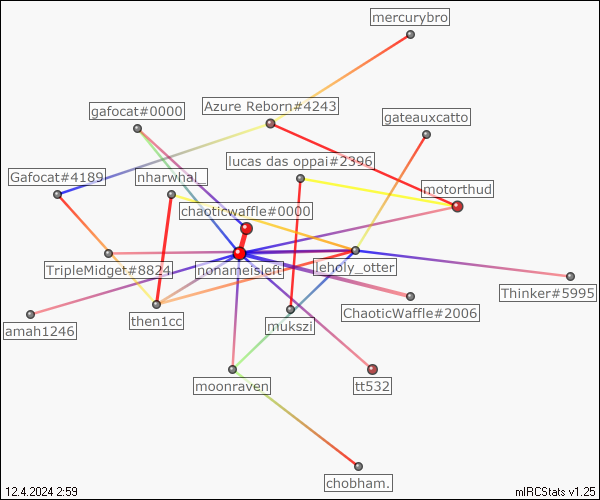 mercurybro
gafocat#0000
Azure Reborn#4243
gateauxcatto
lucas das oppai#2396
Gafocat#4189
nharwhal_
motorthud
chaoticwaffle#0000
TripleMidget#8824
nonameisleft
leholy_otter
Thinker#5995
amah1246
then1cc
mukszi
ChaoticWaffle#2006
moonraven
tt532
chobham.
12.4.2024 2:59
mIRCStats v1.25